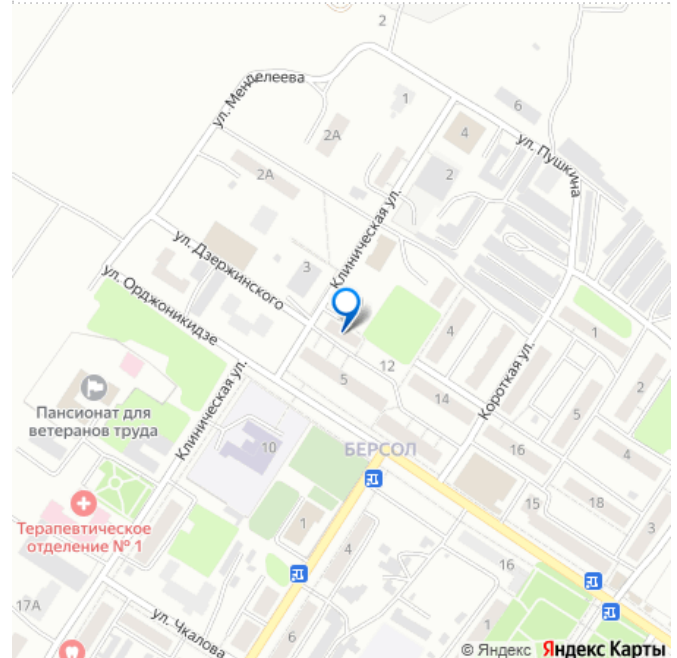 2
ул. Менделеева
1
6
2А
4
ул. Пушкина
2А
2
Клиническая ул.
ул. Дзержинского
3
ул. Орджоникидзе
4
1
2
12
5
Короткая ул.
14
5
Пансионат для
ветеранов труда
Клиническая ул.
10
БЕРСОЛ
16
4
15
18
3
Терапевтическое
отделение № 1
1
4
16
17А
1
ул. Чкалова
6
© Яндекс Яндекс Карты